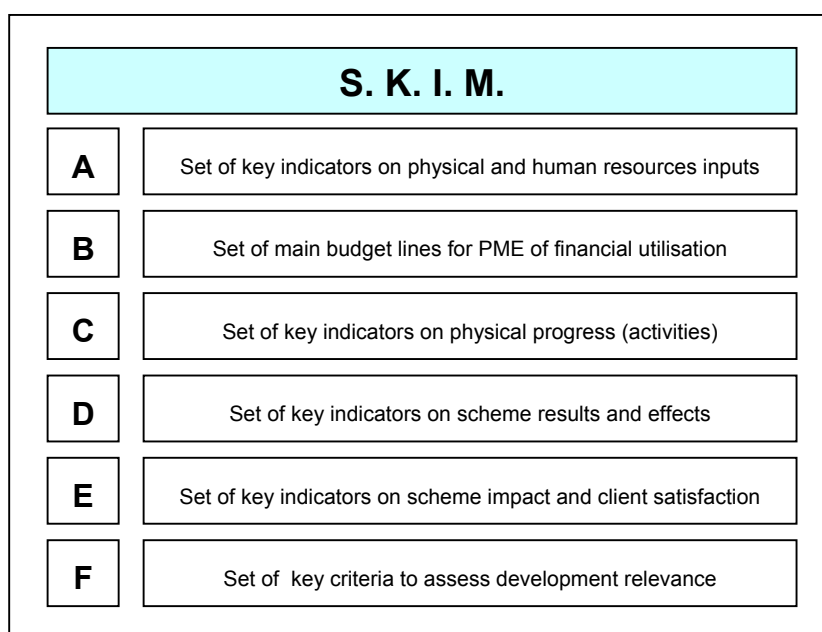 S. K. I. M.
A Set of key indicators on physical and human resources inputs
B Set of main budget lines for PME of financial utilisation
C Set of key indicators on physical progress (activities)
D Set of key indicators on scheme results and effects
E Set of key indicators on scheme impact and client satisfaction
F Set of key criteria to assess development relevance